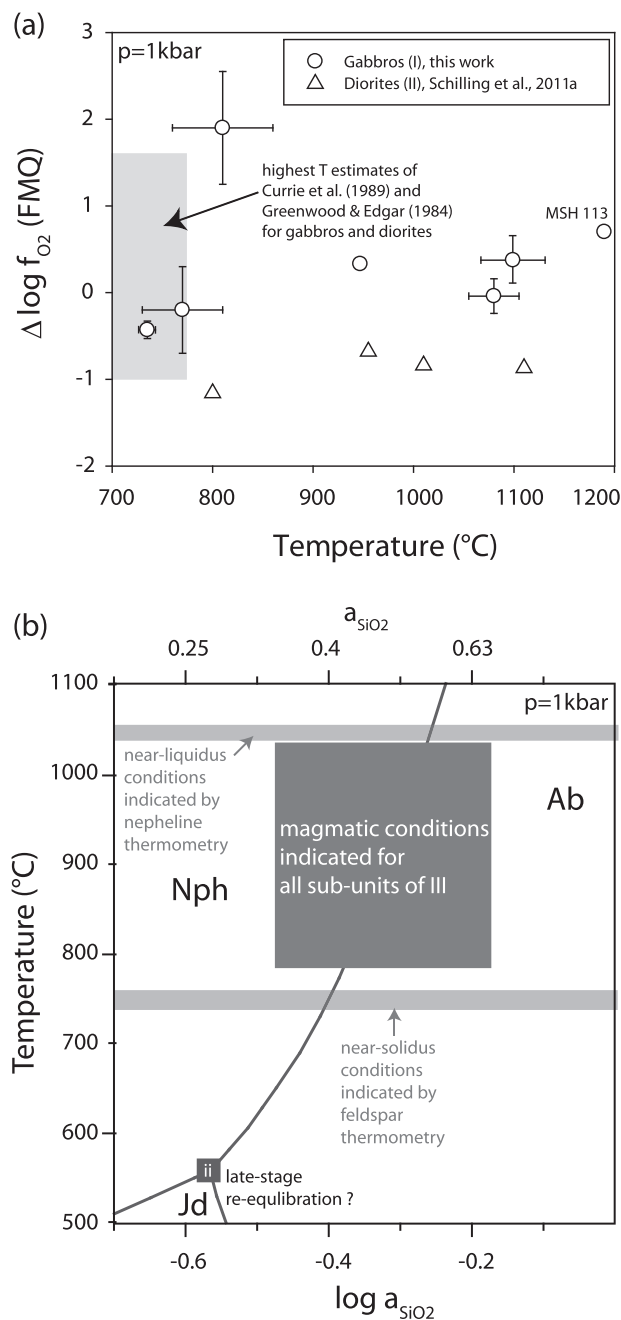 (a)
3
2
1
0
-1
-2
Δ log fO2 (FMQ)
p=1kbar
Gabbros (I), this work
Diorites (II), Schilling et al., 2011a
highest T estimates of
Currie et al. (1989) and
Greenwood & Edgar (1984)
for gabbros and diorites
MSH 113
700 800 900 1000 1100 1200
Temperature (°C)
(b)
aSiO2
0.25 0.4 0.63
1100
1000
900
800
700
600
500
Temperature (°C)
p=1kbar
near-liquidus
conditions
indicated by
nepheline
thermometry
Ab
magmatic conditions
indicated for
all sub-units of III
Nph
near-solidus
conditions
indicated by
feldspar
thermometry
ii
late-stage
re-equlibration ?
Jd
-0.6 -0.4 -0.2
log aSiO2